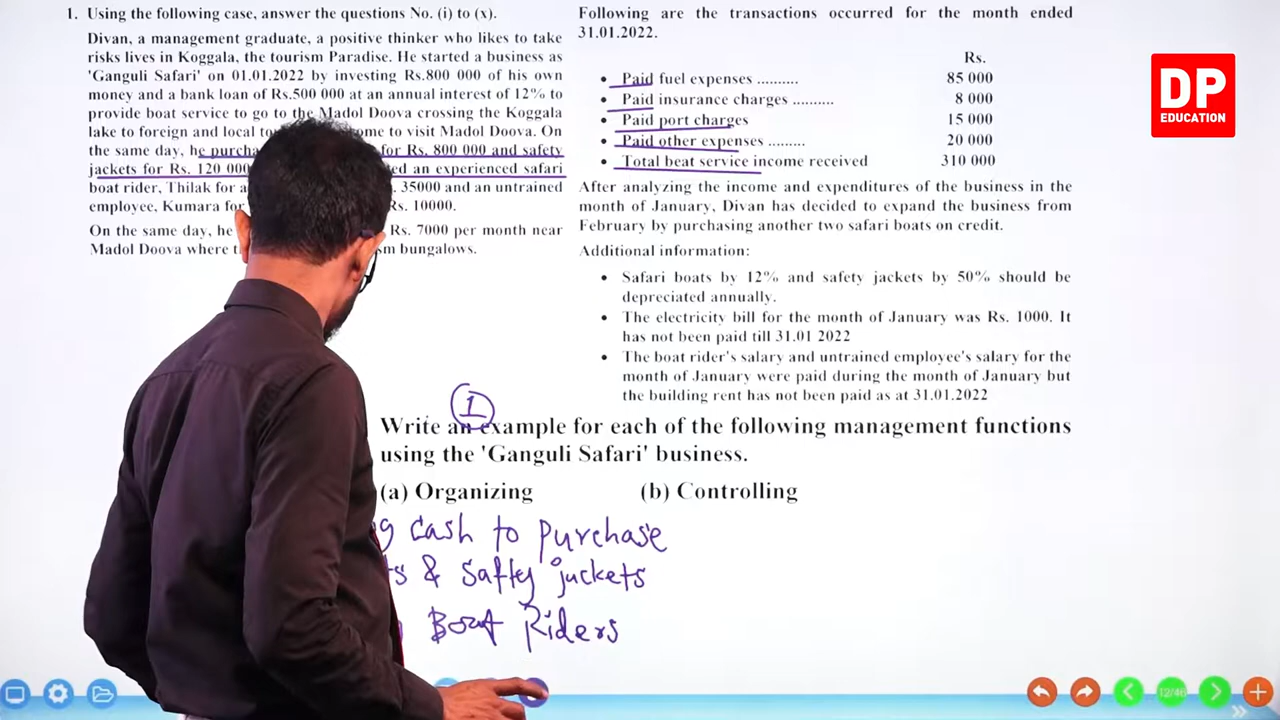 1. Using the following case, answer the questions No. (i) to (x).
Divan, a management graduate, a positive thinker who likes to take
risks lives in Koggala, the tourism Paradise. He started a business as
'Ganguli Safari' on 01.01.2022 by investing Rs.800 000 of his own
money and a bank loan of Rs.500 000 at an annual interest of 12% to
provide boat service to go to the Madol Doova crossing the Koggala
lake to foreign and local to ome to visit Madol Doova. On
the same day, he purcha for Rs. 800 000 and safety
jackets for Rs. 120 000 ed an experienced safari
boat rider, Thilak for a . 35000 and an untrained
employee, Kumara for Rs. 10000.
On the same day, he Rs. 7000 per month near
Madol Doova where t sm bungalows.
Following are the transactions occurred for the month ended
31.01.2022.
Rs.
• Paid fuel expenses .......... 85 000
• Paid insurance charges .......... 8 000
• Paid port charges 15 000
• Paid other expenses ......... 20 000
• Total beat service income received 310 000
After analyzing the income and expenditures of the business in the
month of January, Divan has decided to expand the business from
February by purchasing another two safari boats on credit.
Additional information:
• Safari boats by 12% and safety jackets by 50% should be
depreciated annually.
• The electricity bill for the month of January was Rs. 1000. It
has not been paid till 31.01 2022
• The boat rider's salary and untrained employee's salary for the
month of January were paid during the month of January but
the building rent has not been paid as at 31.01.2022
1
Write an example for each of the following management functions
using the 'Ganguli Safari' business.
(a) Organizing (b) Controlling
g cash to purchase
ts & Safty juckets
Boat Riders
DP
EDUCATION
12/46